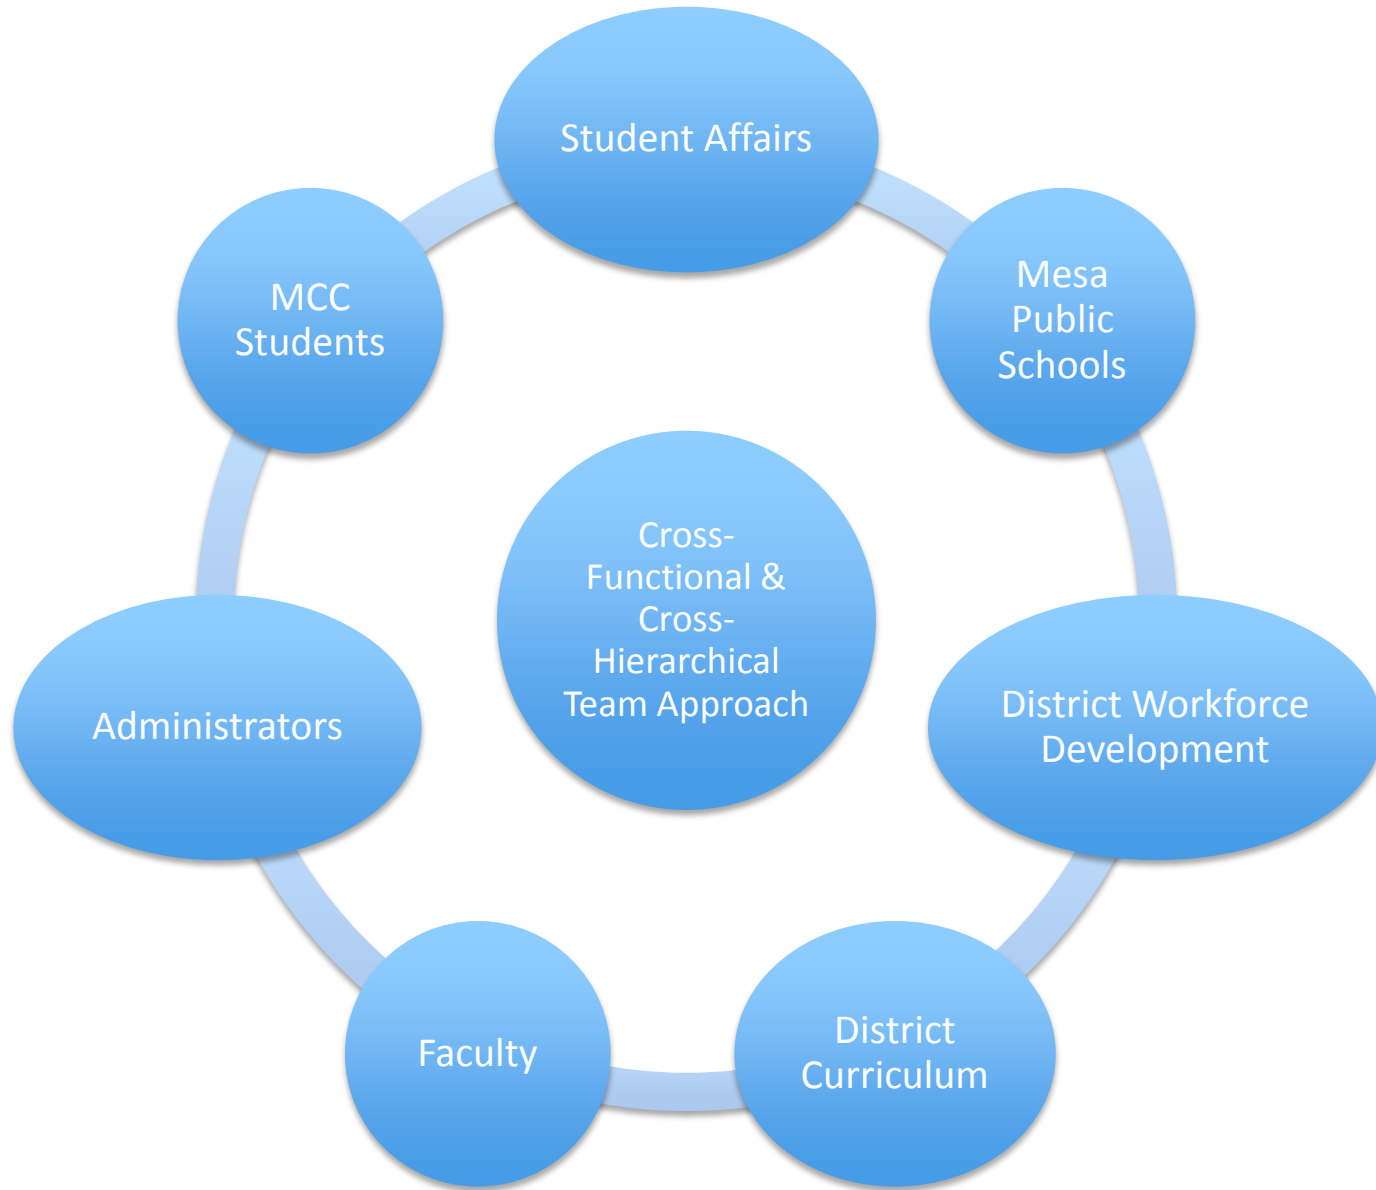 Student Affairs
MCC
Students
Mesa
Public
Schools
Cross-
Functional &
Cross-
Hierarchical
Team Approach
Administrators
District Workforce
Development
Faculty
District
Curriculum